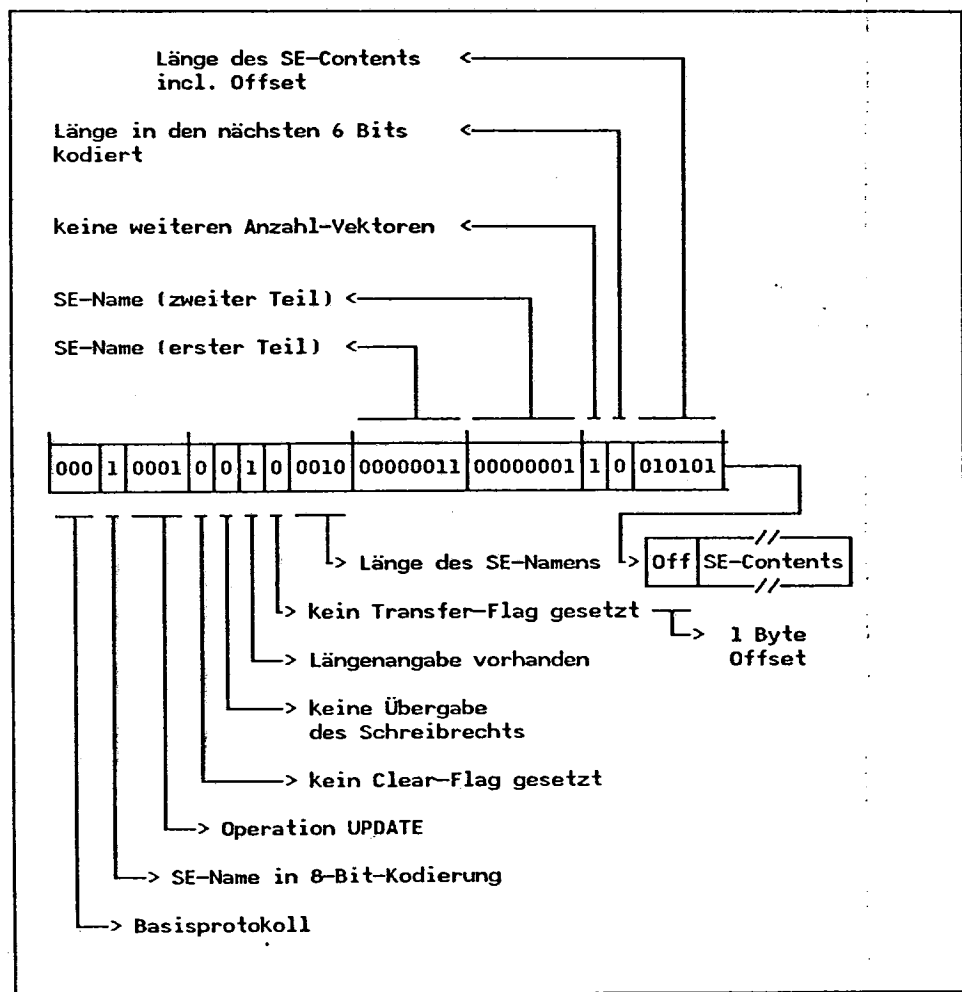 Länge des SE-Contents <
incl. Offset
Länge in den nächsten 6 Bits <
kodiert
keine weiteren Anzahl-Vektoren <
SE-Name (zweiter Teil) <
SE-Name (erster Teil) <
000 1 0001 0 0 1 0 0010 00000011 00000001 1 0 010101
> Länge des SE-Namens > Off SE-Contents
> kein Transfer-Flag gesetzt
> 1 Byte
Offset
> Längenangabe vorhanden
> keine Übergabe
des Schreibrechts
> kein Clear-Flag gesetzt
> Operation UPDATE
> SE-Name in 8-Bit-Kodierung
> Basisprotokoll